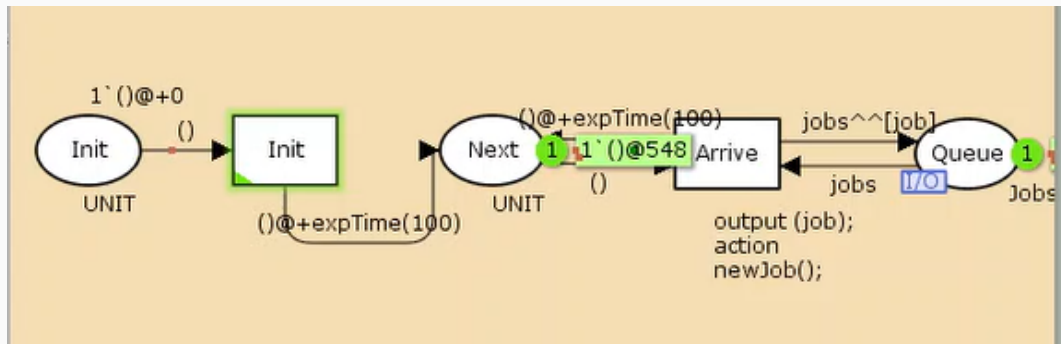 1`()@+0
()
Init
UNIT
Init
()@+expTime(100)
Next
UNIT
1
()@+expTime(100)
1`()@548
()
Arrive
output (job);
action
newJob();
jobs^^[job]
jobs
Queue
1
I/O
Jobs